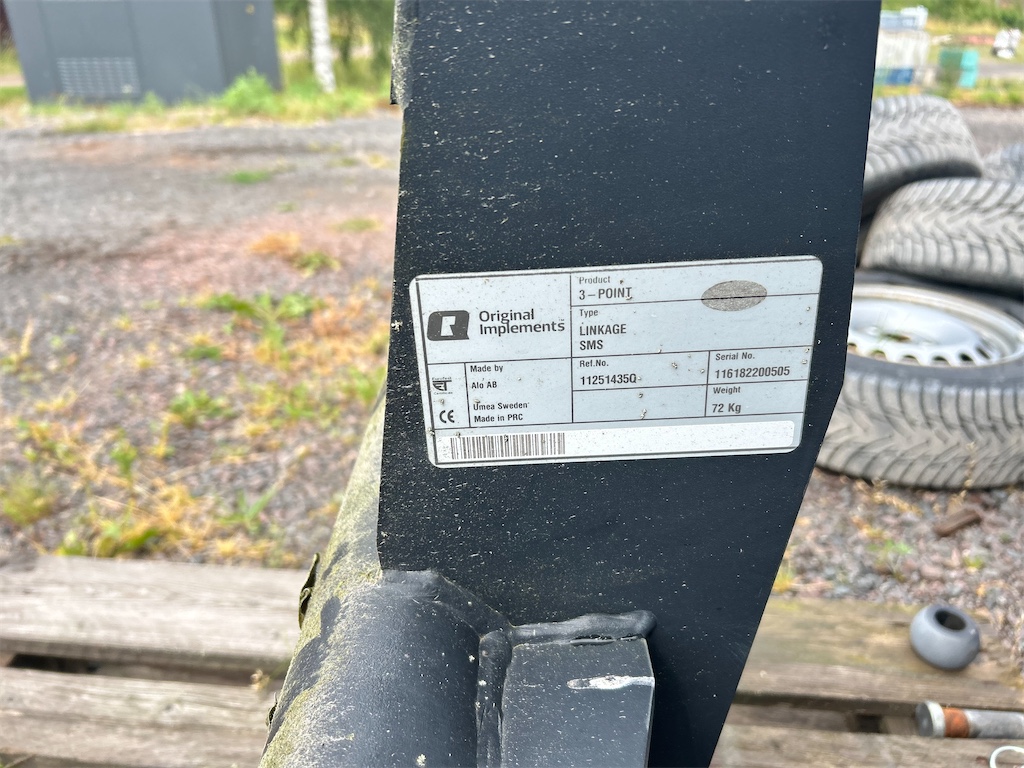 Original
Implements
Product
3-POINT
Type
LINKAGE
SMS
Made by
Alo AB
Umea Sweden
Made in PRC
Ref.No.
11251435Q
Serial No.
116182200505
Weight
72 Kg
CE